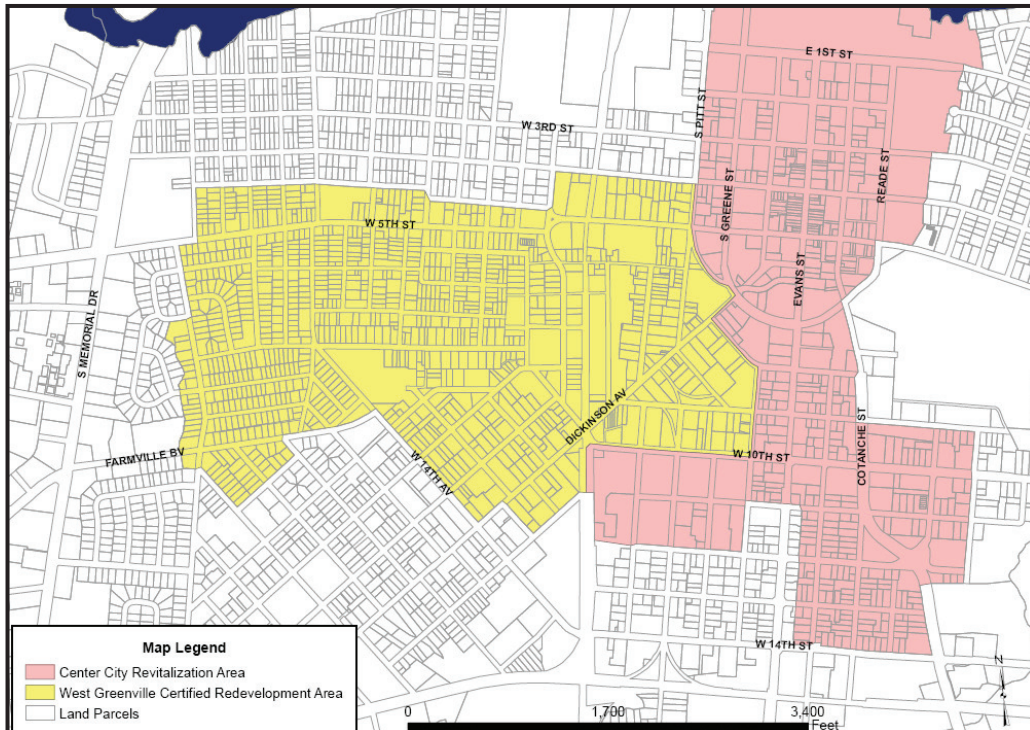 E 1ST ST
S PITT ST
W 3RD ST
READE ST
S GREENE ST
W 5TH ST
EVANS ST
S MEMORIAL DR
DICKINSON AV
COTANCHE ST
FARMVILLE BV
W 10TH ST
W 14TH AV
W 14TH ST
Map Legend
Center City Revitalization Area
West Greenville Certified Redevelopment Area
Land Parcels
N
0 1,700 3,400
Feet